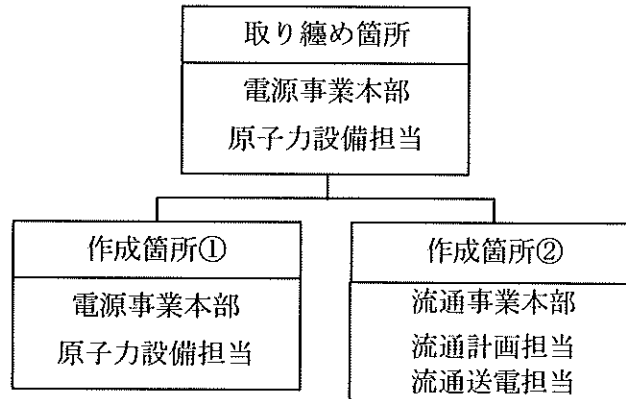 取り纏め箇所
電源事業本部
原子力設備担当
作成箇所①
電源事業本部
原子力設備担当
作成箇所②
流通事業本部
流通計画担当
流通送電担当